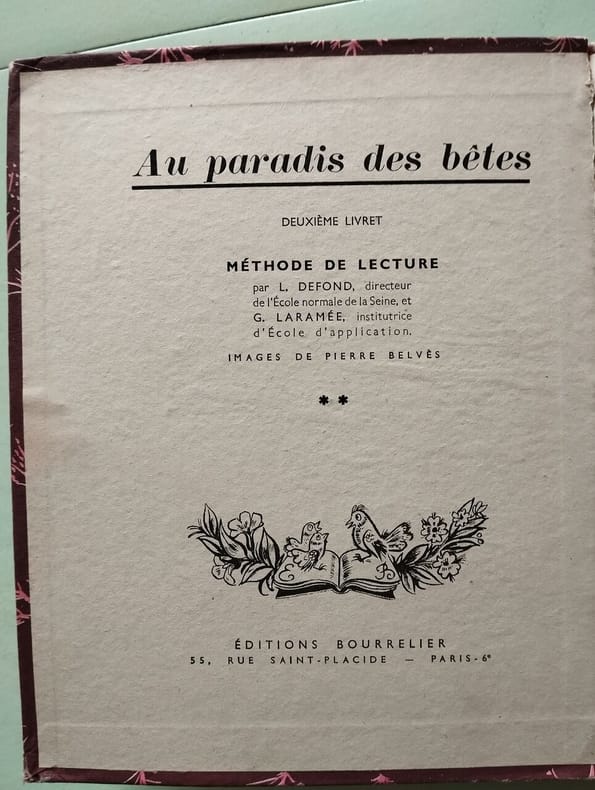 Au paradis des bêtes
DEUXIÈME LIVRET
MÉTHODE DE LECTURE
par L. DEFOND, directeur
de l'École normale de la Seine, et
G. LARAMÉE, institutrice
d'École d'application.
IMAGES DE PIERRE BELVÈS
**
ÉDITIONS BOURRELIER
55, RUE SAINT-PLACIDE — PARIS-6e